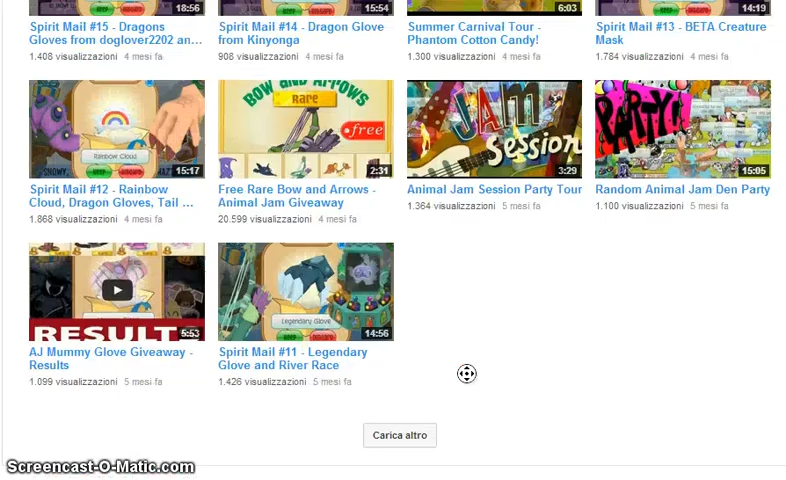 18:56
15:54
6:03
14:19
Spirit Mail #15 - Dragons
Gloves from doglover2202 an...
1.408 visualizzazioni 4 mesi fa
Spirit Mail #14 - Dragon Glove
from Kinyonga
908 visualizzazioni 4 mesi fa
Summer Carnival Tour -
Phantom Cotton Candy!
1.300 visualizzazioni 4 mesi fa
Spirit Mail #13 - BETA Creature
Mask
1.784 visualizzazioni 4 mesi fa
Rainbow Cloud
KEEP
15:17
BOW AND ARROWS
Rare
free
2:31
JAM
Session
3:29
PARTY!
15:05
Spirit Mail #12 - Rainbow
Cloud, Dragon Gloves, Tail ...
1.868 visualizzazioni 4 mesi fa
Free Rare Bow and Arrows -
Animal Jam Giveaway
20.599 visualizzazioni 4 mesi fa
Animal Jam Session Party Tour
1.364 visualizzazioni 5 mesi fa
Random Animal Jam Den Party
1.100 visualizzazioni 5 mesi fa
RESULT
5:53
Legendary Glove
KEEP
14:56
AJ Mummy Glove Giveaway -
Results
1.099 visualizzazioni 5 mesi fa
Spirit Mail #11 - Legendary
Glove and River Race
1.426 visualizzazioni 5 mesi fa
Carica altro
Screencast-O-Matic.com